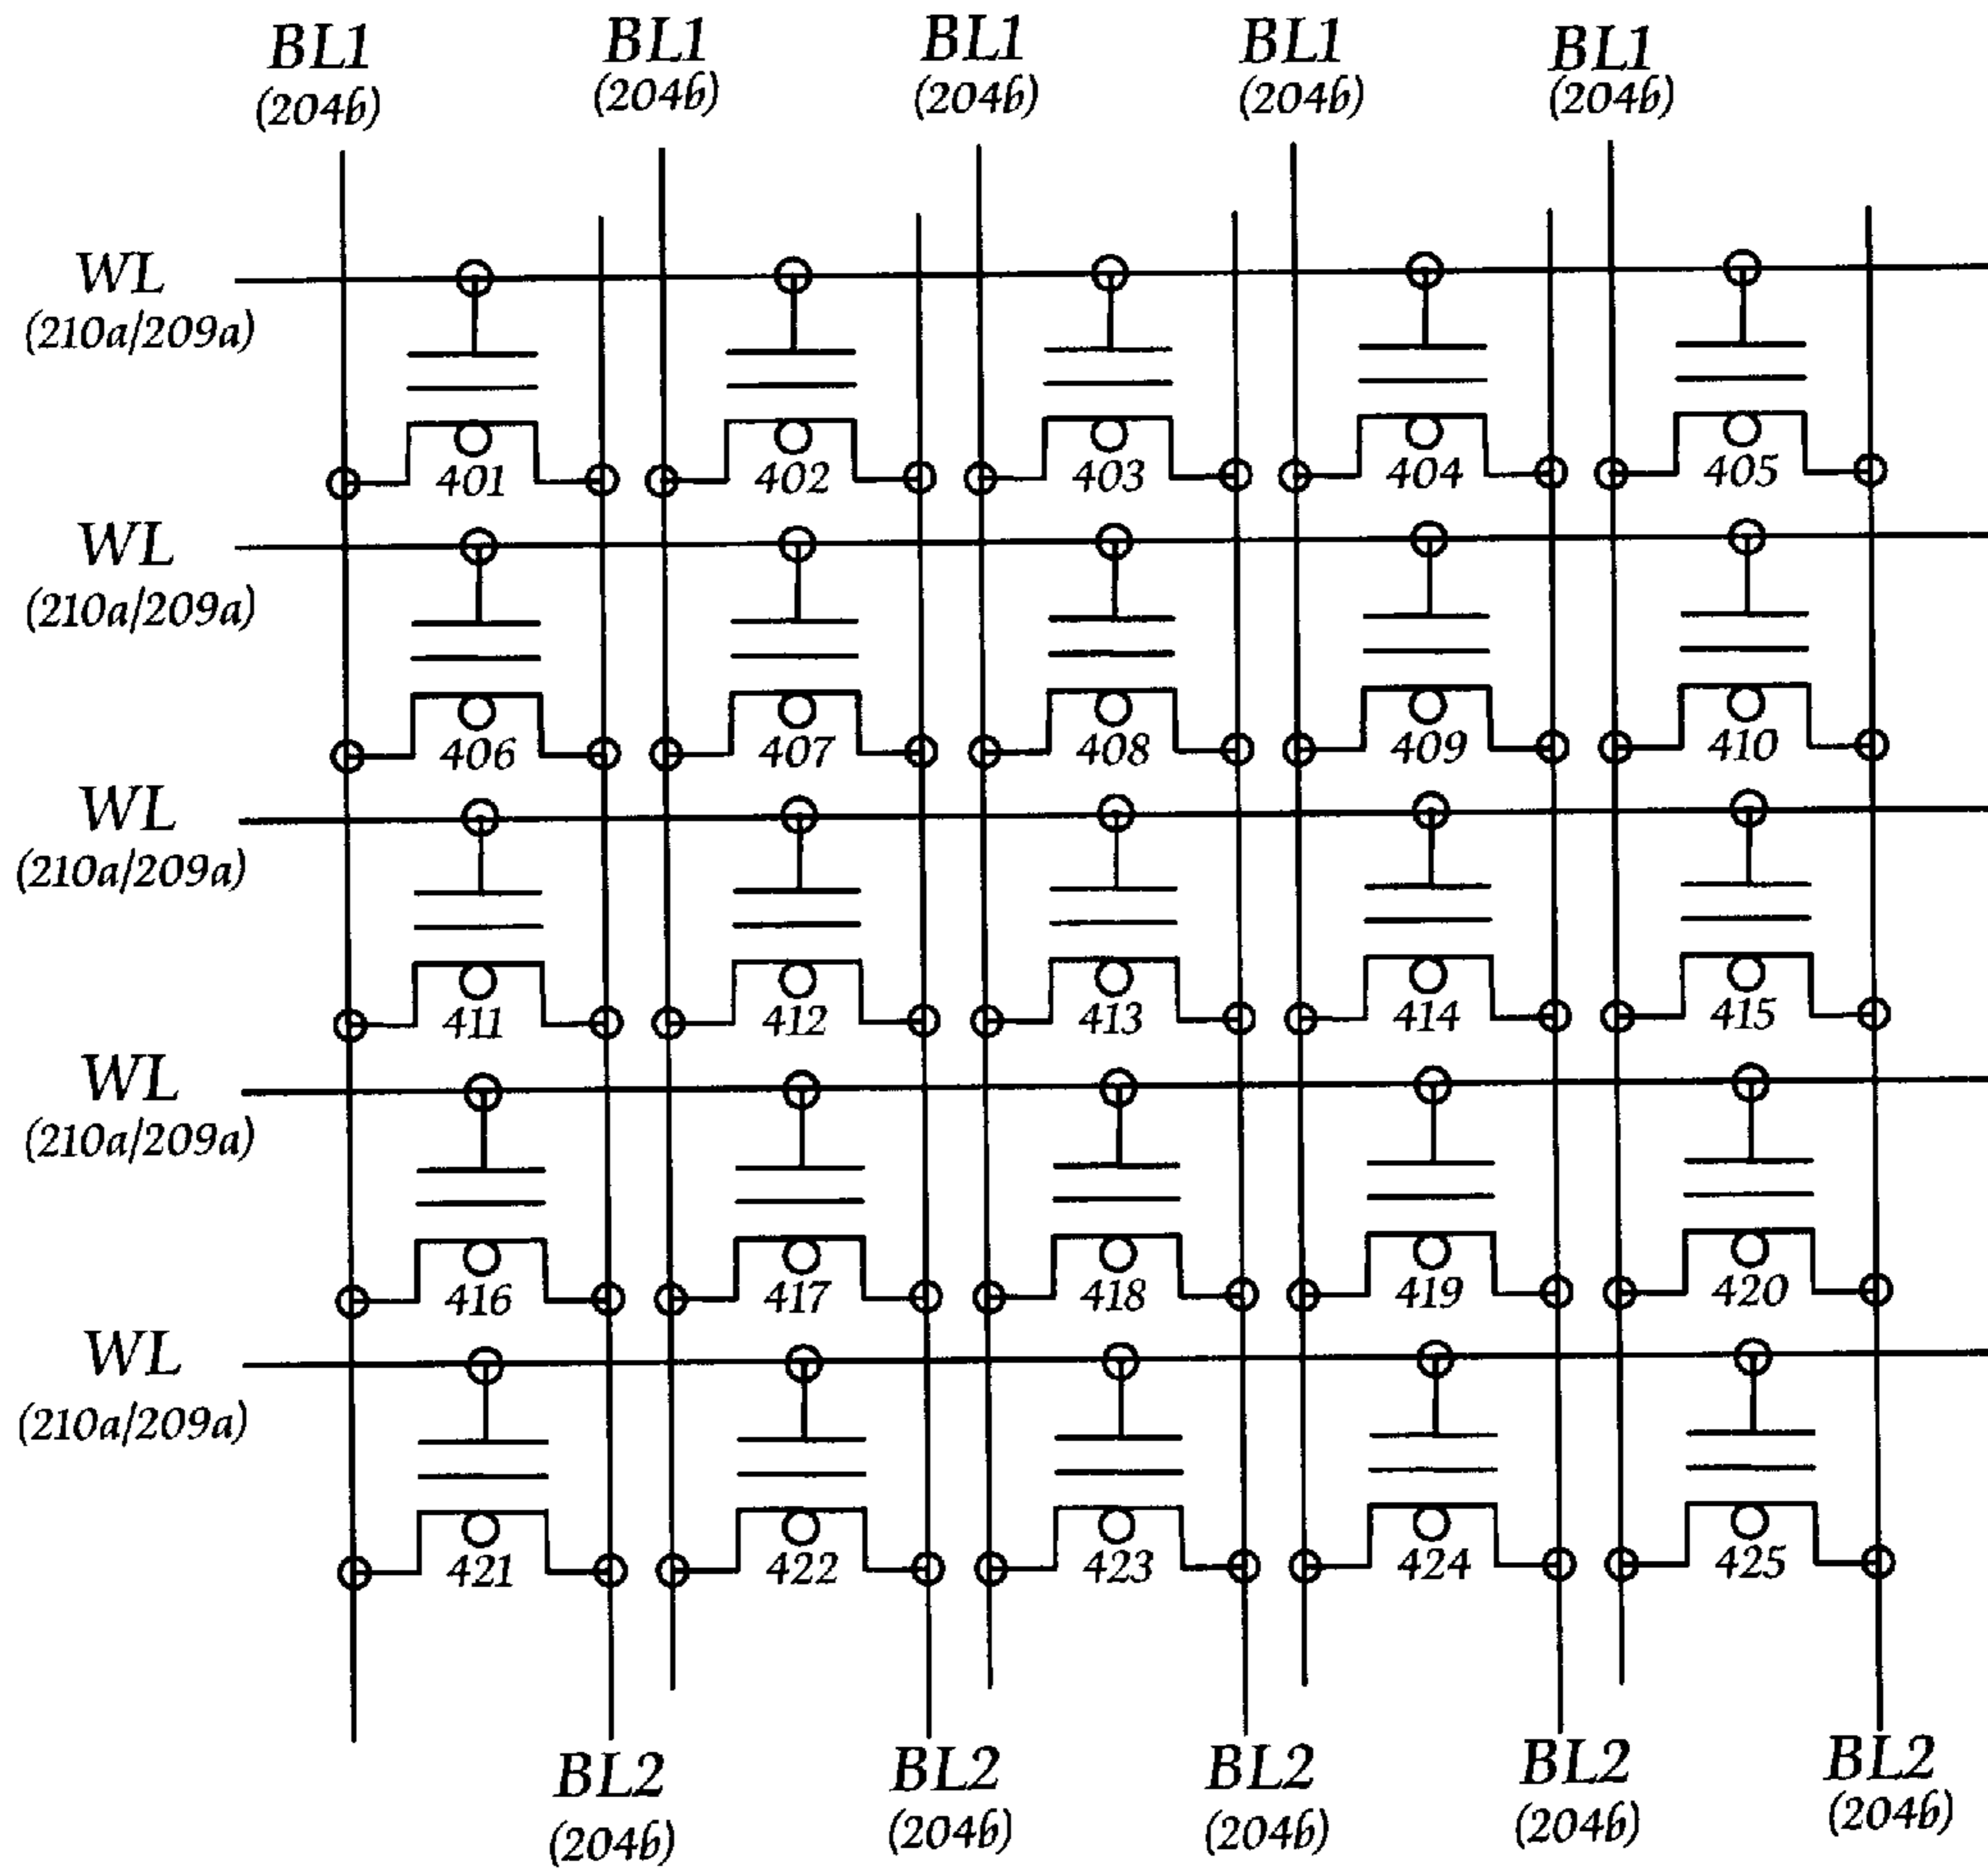 BL1 BL1 BL1 BL1 BL1
(204b) (204b) (204b) (204b) (204b)
WL
(210a/209a)
401 402 403 404 405
WL
(210a/209a)
406 407 408 409 410
WL
(210a/209a)
411 412 413 414 415
WL
(210a/209a)
416 417 418 419 420
WL
(210a/209a)
421 422 423 424 425
BL2 BL2 BL2 BL2 BL2
(204b) (204b) (204b) (204b) (204b)